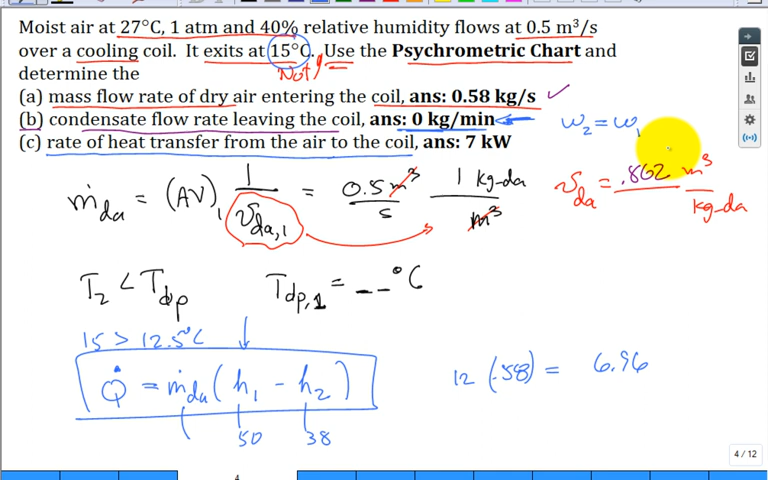 Moist air at 27°C, 1 atm and 40% relative humidity flows at 0.5 m³/s
over a cooling coil. It exits at 15°C. Use the Psychrometric Chart and
Not
determine the
(a) mass flow rate of dry air entering the coil, ans: 0.58 kg/s ✓
(b) condensate flow rate leaving the coil, ans: 0 kg/min
ω₂ = ω₁
(c) rate of heat transfer from the air to the coil, ans: 7 kW
ṁda = (AV)₁ 1/vda,1 = 0.5 m³/s 1 kg-da/m³
vda = .862 m³/kg-da
T₂ < Tdp Tdp,1 = __°C
15 > 12.5°C
Q̇ = ṁda (h₁ - h₂)
12 (.58) = 6.96
50 38
4 / 12
4